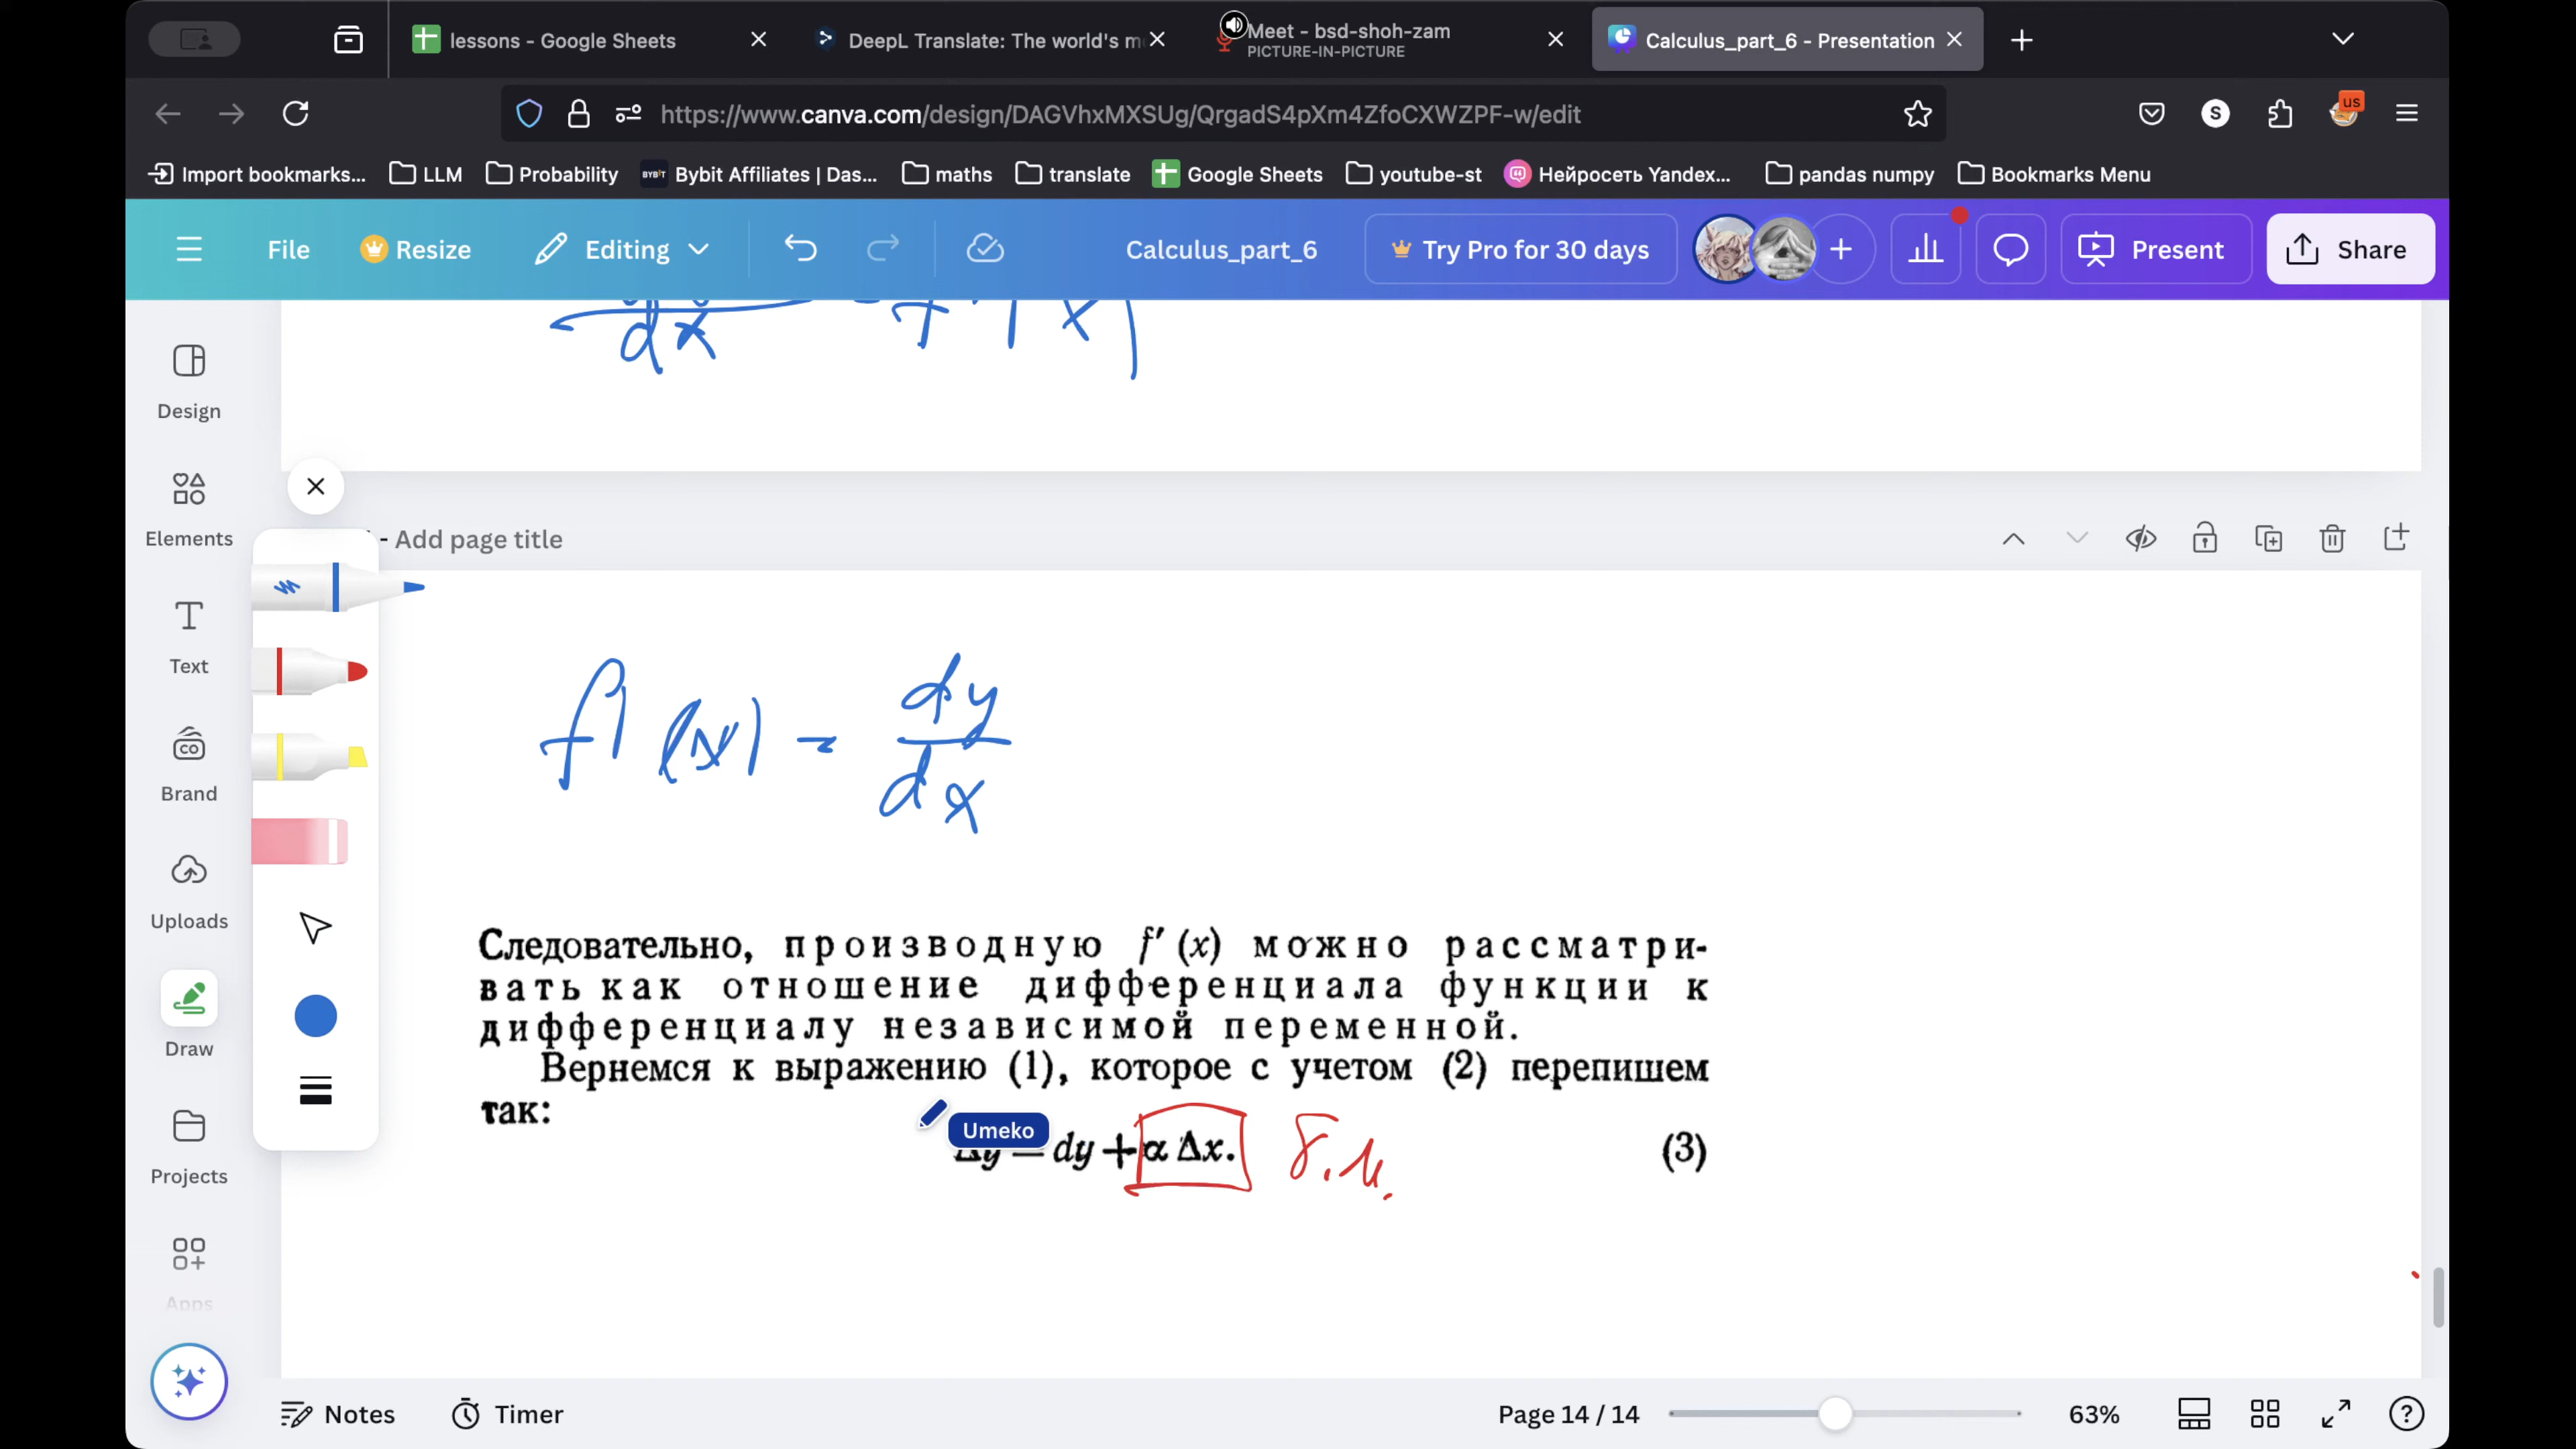 lessons - Google Sheets
DeepL Translate: The world's m
Meet - bsd-shoh-zam
PICTURE-IN-PICTURE
Calculus_part_6 - Presentation
https://www.canva.com/design/DAGVhxMXSUg/QrgadS4pXm4ZfoCXWZPF-w/edit
S
us
Import bookmarks...
LLM
Probability
BYBIT
Bybit Affiliates | Das...
maths
translate
Google Sheets
youtube-st
Нейросеть Yandex...
pandas numpy
Bookmarks Menu
File
Resize
Editing
Calculus_part_6
Try Pro for 30 days
Present
Share
dx
Design
Elements
Text
Brand
Uploads
Draw
Projects
Apps
- Add page title
f'(x) = dy/dx
Следовательно, производную f′ (x) можно рассматри-
вать как отношение дифференциала функции к
дифференциалу независимой переменной.
Вернемся к выражению (1), которое с учетом (2) перепишем
так:
Umeko
Δy = dy + α Δx. (3)
б.м.
Notes
Timer
Page 14 / 14
63%